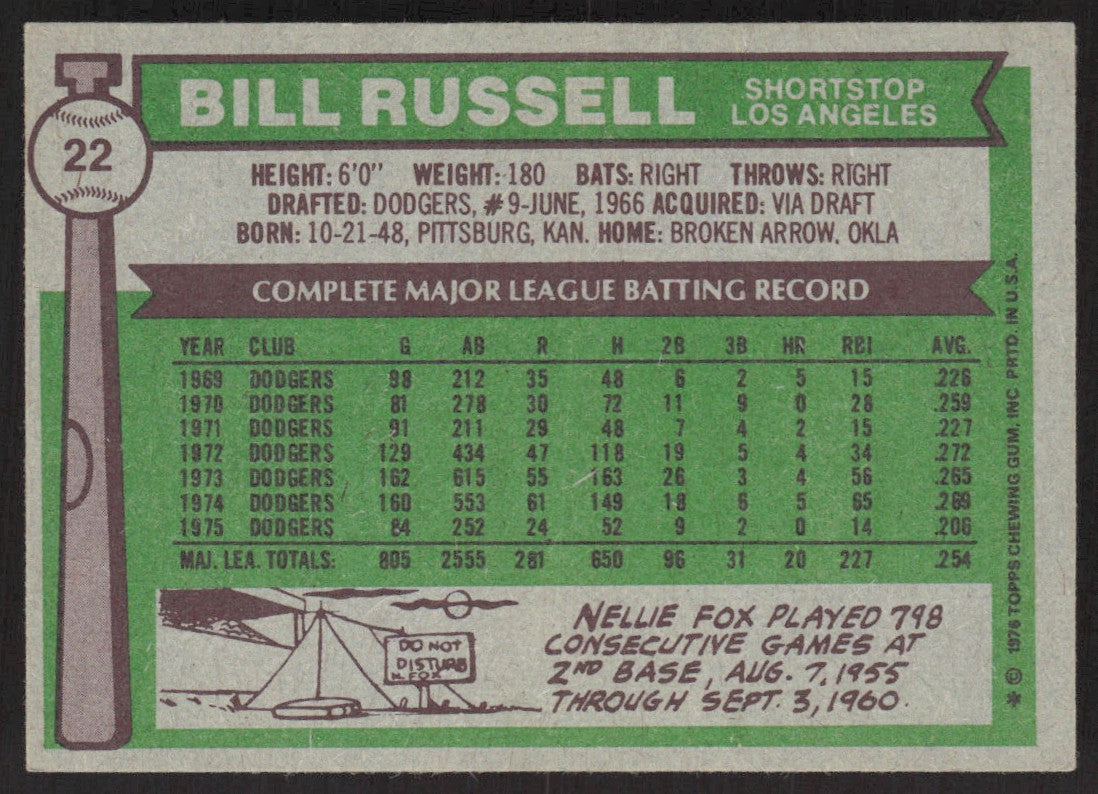 22
BILL RUSSELL
SHORTSTOP
LOS ANGELES
HEIGHT: 6'0" WEIGHT: 180 BATS: RIGHT THROWS: RIGHT
DRAFTED: DODGERS, #9-JUNE, 1966 ACQUIRED: VIA DRAFT
BORN: 10-21-48, PITTSBURG, KAN. HOME: BROKEN ARROW, OKLA
COMPLETE MAJOR LEAGUE BATTING RECORD
YEAR CLUB G AB R H 2B 3B HR RBI AVG.
1969 DODGERS 98 212 35 48 6 2 5 15 .226
1970 DODGERS 81 278 30 72 11 9 0 28 .259
1971 DODGERS 91 211 29 48 7 4 2 15 .227
1972 DODGERS 129 434 47 118 19 5 4 34 .272
1973 DODGERS 162 615 55 163 26 3 4 56 .265
1974 DODGERS 160 553 61 149 18 6 5 65 .269
1975 DODGERS 84 252 24 52 9 2 0 14 .206
MAJ. LEA. TOTALS: 805 2555 281 650 96 31 20 227 .254
DO NOT
DISTURB
N. FOX
NELLIE FOX PLAYED 798
CONSECUTIVE GAMES AT
2ND BASE, AUG. 7, 1955
THROUGH SEPT. 3, 1960.
* © 1976 TOPPS CHEWING GUM, INC PRTD. IN U.S.A.